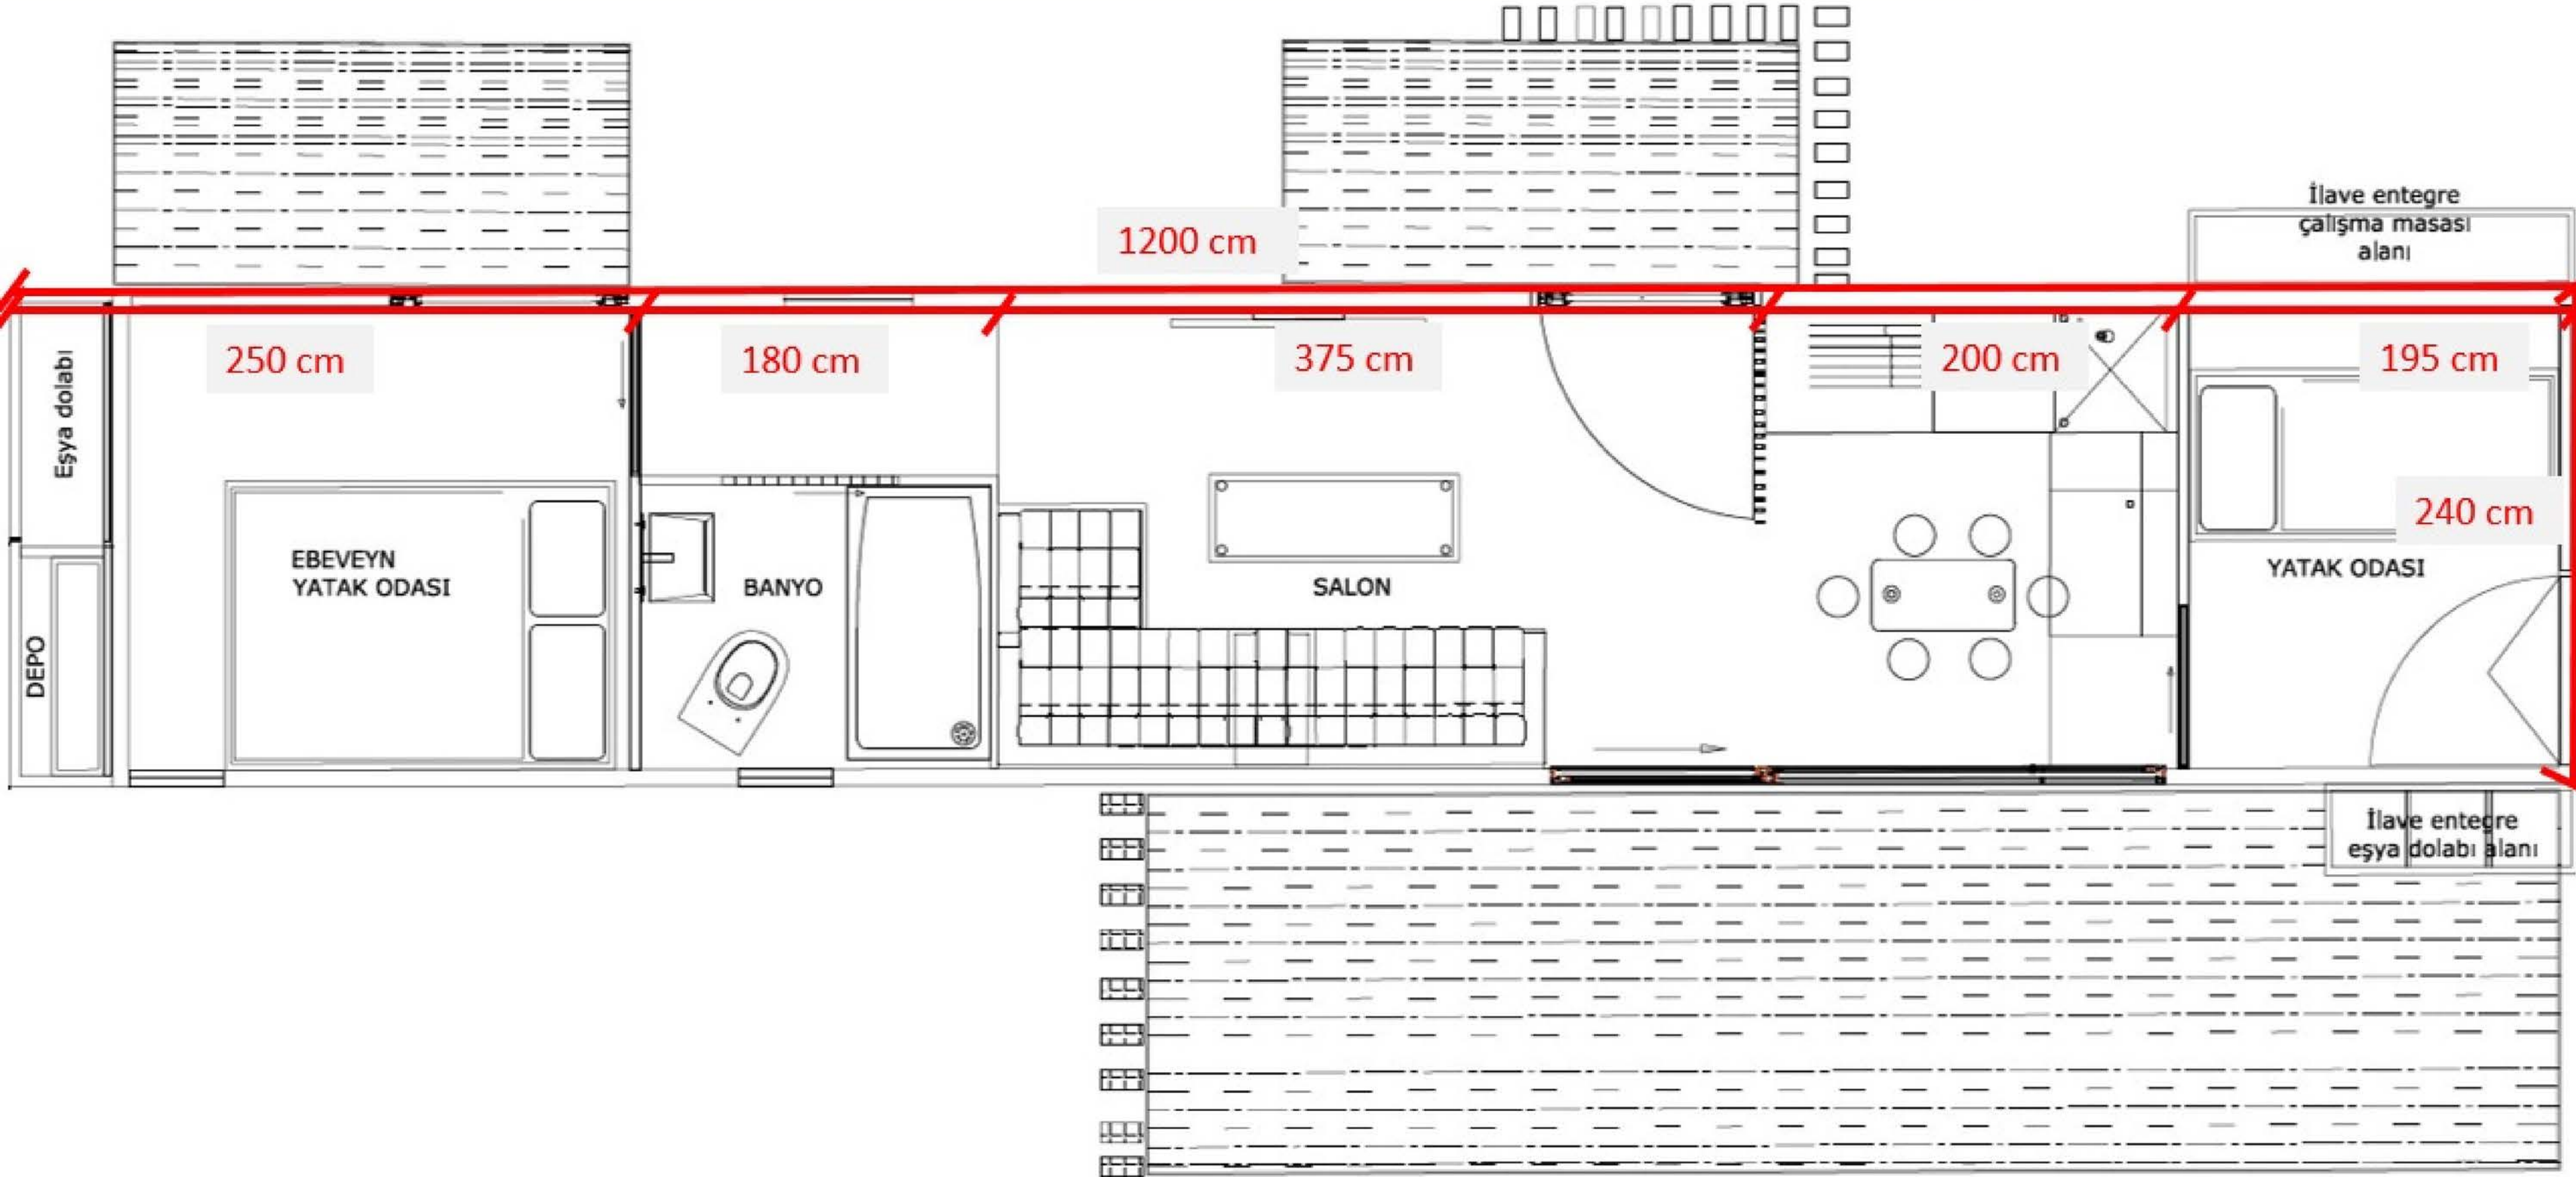 İlave entegre
çalışma masası
alanı
1200 cm
250 cm
180 cm
375 cm
200 cm
195 cm
Eşya dolabı
240 cm
EBEVEYN
YATAK ODASI
BANYO
SALON
YATAK ODASI
DEPO
İlave entegre
eşya dolabı alanı